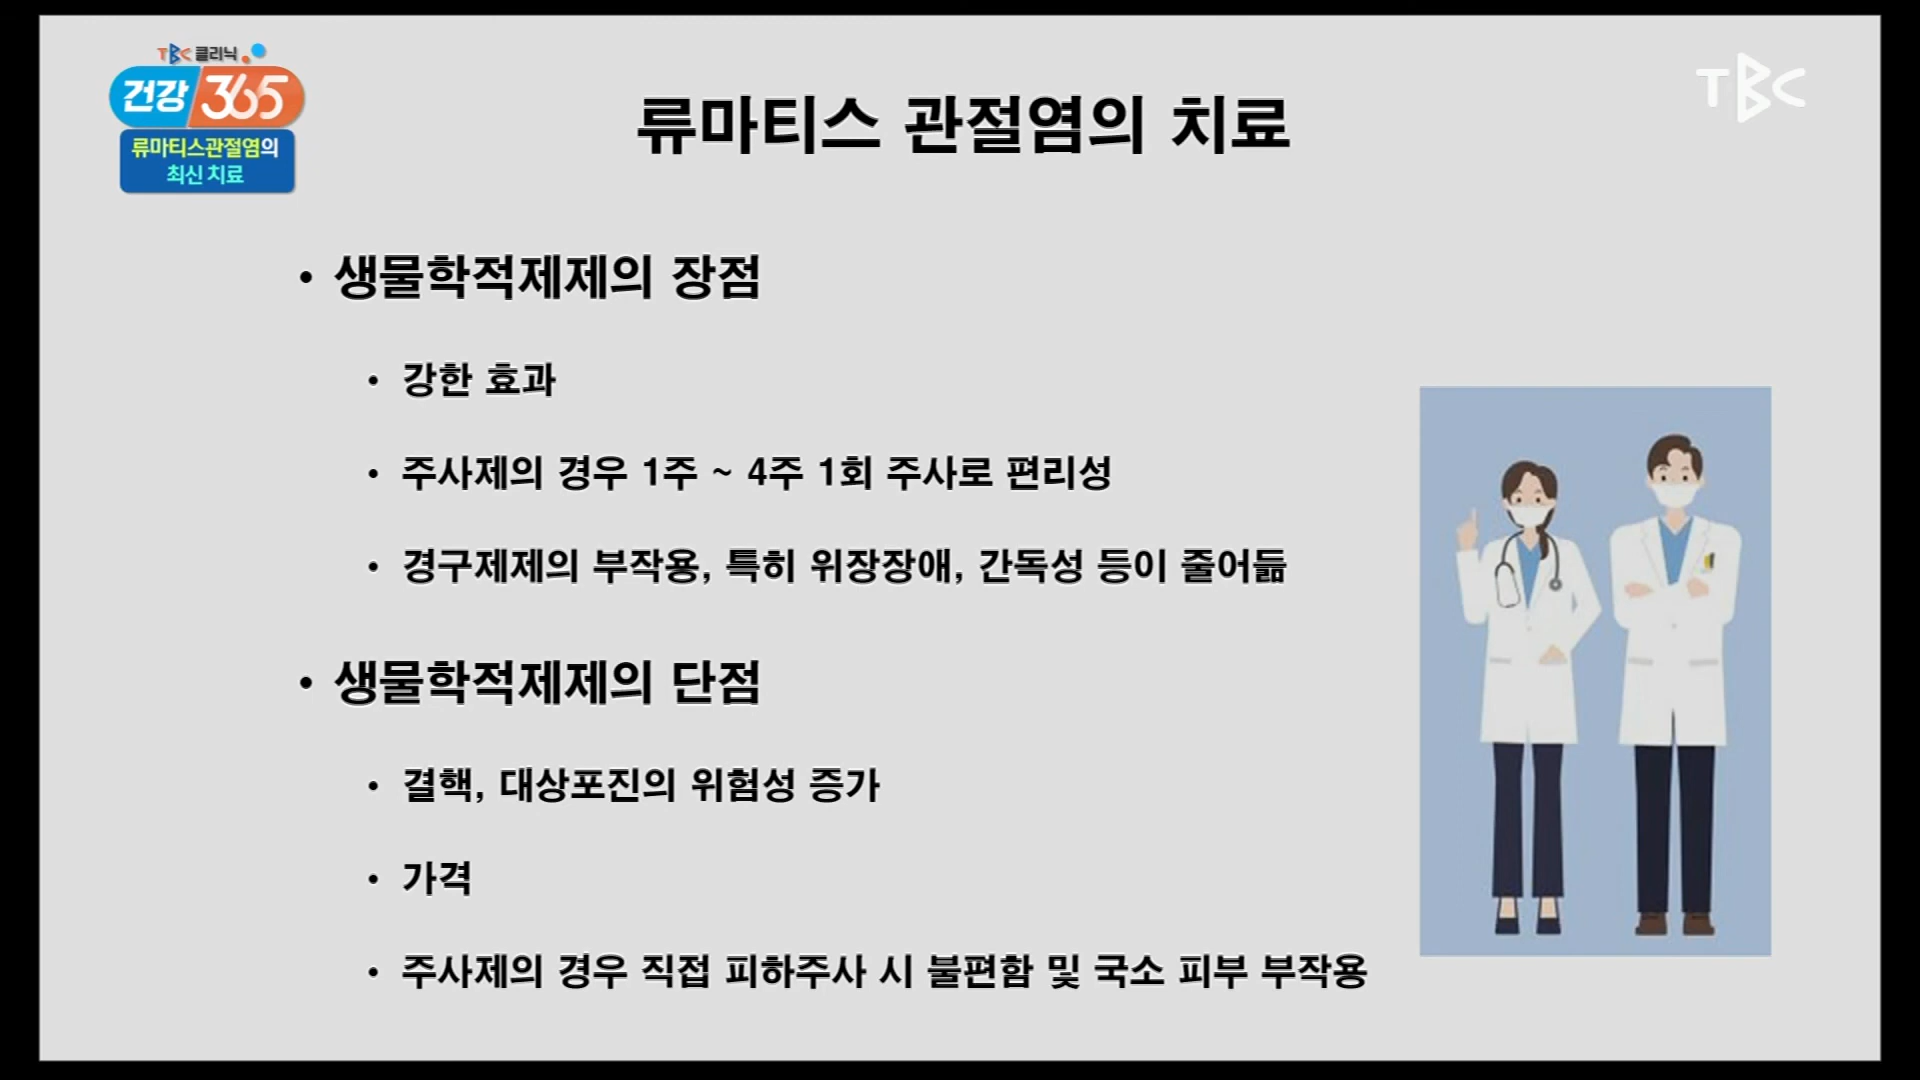 TBC 클리닉
건강 365
류마티스관절염의
최신 치료
TBC
류마티스 관절염의 치료
• 생물학적제제의 장점
• 강한 효과
• 주사제의 경우 1주 ~ 4주 1회 주사로 편리성
• 경구제제의 부작용, 특히 위장장애, 간독성 등이 줄어듦
• 생물학적제제의 단점
• 결핵, 대상포진의 위험성 증가
• 가격
• 주사제의 경우 직접 피하주사 시 불편함 및 국소 피부 부작용